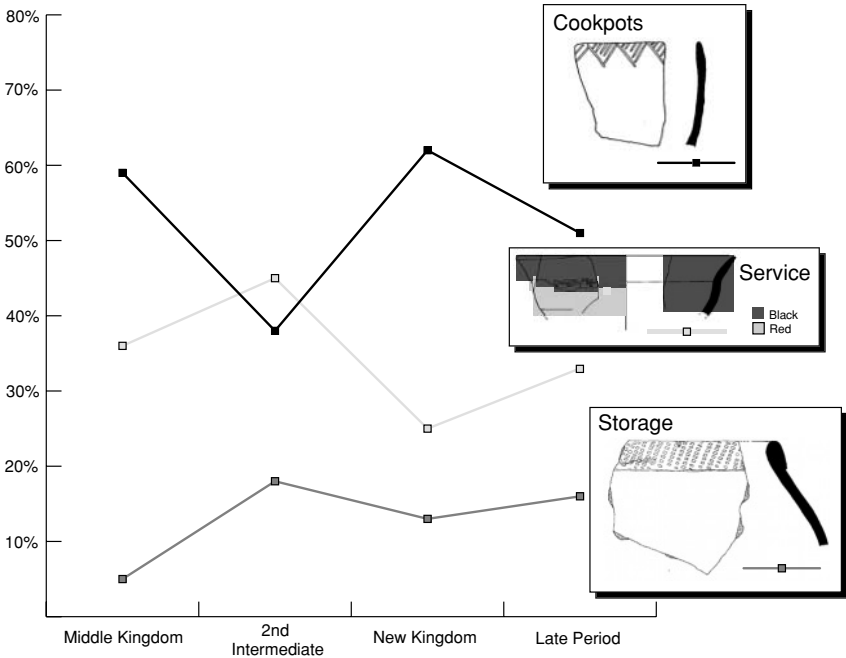 80%
70%
60%
50%
40%
30%
20%
10%
Cookpots
Service
Black
Red
Storage
Middle Kingdom
2nd
Intermediate
New Kingdom
Late Period